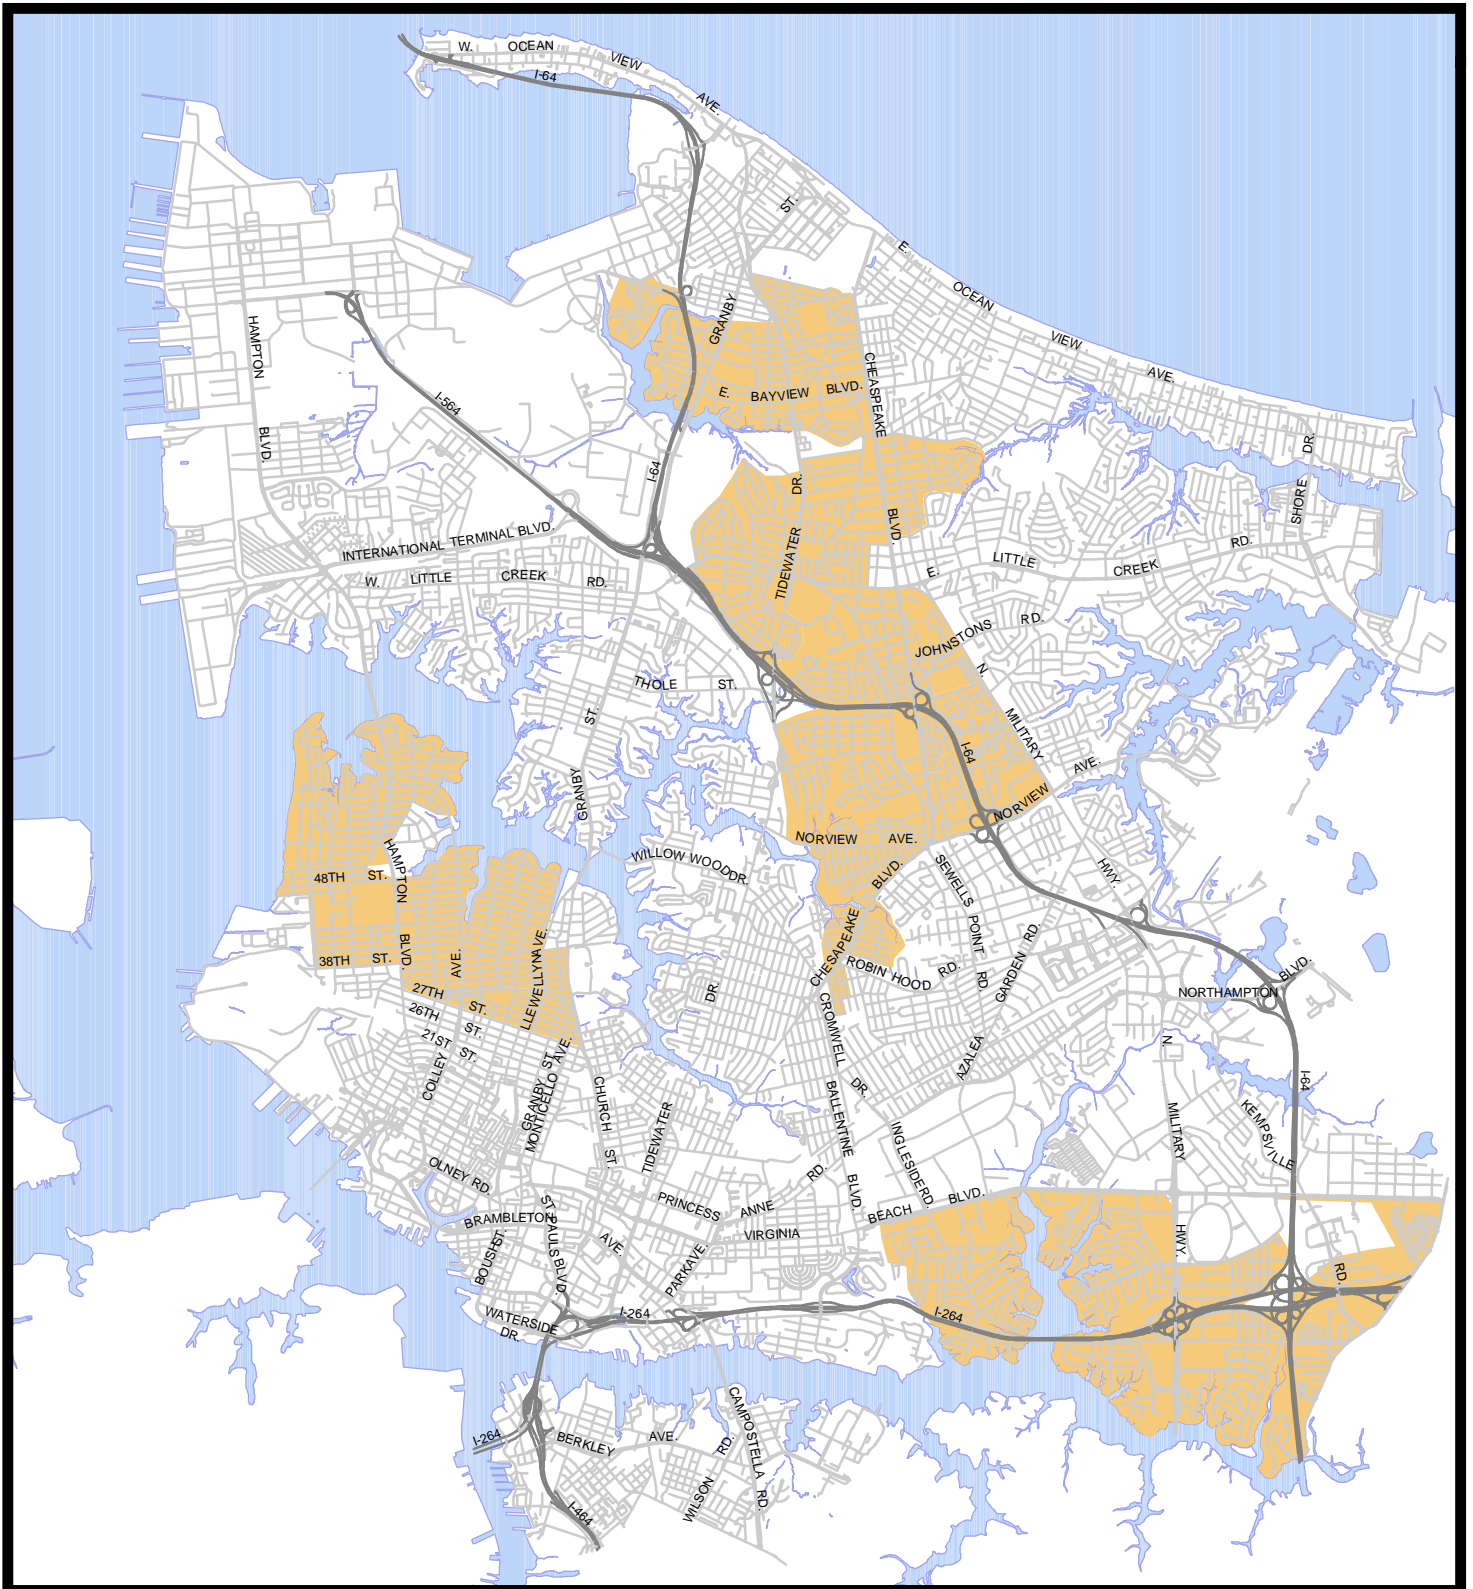 W. OCEAN VIEW AVE.
I-64
ST.
E. OCEAN VIEW AVE.
GRANBY
HAMPTON BLVD.
I-564
CHEASPEAKE BLVD.
E. BAYVIEW BLVD.
I-64
DR.
TIDEWATER
SHORE DR.
INTERNATIONAL TERMINAL BLVD.
W. LITTLE CREEK RD.
E. LITTLE CREEK RD.
JOHNSTONS RD.
N. MILITARY HWY.
THOLE ST.
GRANBY ST.
I-64
NORVIEW AVE.
NORVIEW AVE.
WILLOW WOOD DR.
HAMPTON BLVD.
48TH ST.
38TH ST.
AVE.
LLEWELLYN AVE.
CHESAPEAKE BLVD.
SEWELLS POINT RD.
ROBIN HOOD RD.
GARDEN RD.
AZALEA
NORTHAMPTON BLVD.
27TH ST.
26TH ST.
21ST ST.
COLLEY
DR.
CROMWELL DR.
GRANBY ST.
MONTICELLO AVE.
CHURCH ST.
TIDEWATER
BALLENTINE BLVD.
INGLESIDE RD.
N. MILITARY HWY.
KEMPSVILLE RD.
I-64
OLNEY RD.
PRINCESS ANNE RD.
VIRGINIA BEACH BLVD.
BRAMBLETON AVE.
ST. PAULS BLVD.
BOUSH ST.
PARK AVE.
WATERSIDE DR.
I-264
I-264
CAMPOSTELLA RD.
I-264
BERKLEY AVE.
WILSON RD.
I-464